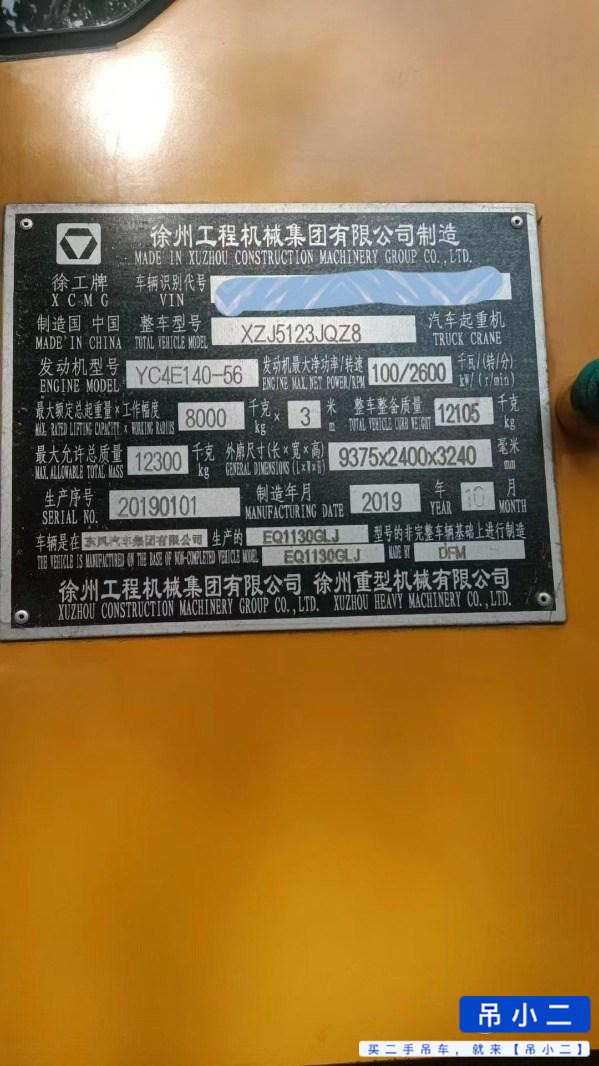 徐州工程机械集团有限公司制造
MADE IN XUZHOU CONSTRUCTION MACHINERY GROUP CO.,LTD.
徐工牌 车辆识别代号
XCMG VIN
制造国 中国 整车型号 XZJ5123JQZ8 汽车起重机
MADE IN CHINA TOTAL VEHICLE MODEL TRUCK CRANE
发动机型号 YC4E140-56 发动机最大净功率/转速 100/2600 千瓦/(转/分)
ENGINE MODEL ENGINE MAX. NET POWER/RPM kW/(r/min)
最大额定总起重量×工作幅度 8000 千克 × 3 米 整车整备质量 12105 千克
MAX. RATED LIFTING CAPACITY × WORKING RADIUS kg m TOTAL VEHICLE CURB WEIGHT kg
最大允许总质量 12300 千克 外廓尺寸(长×宽×高) 9375x2400x3240 毫米
MAX. ALLOWABLE TOTAL MASS kg GENERAL DIMENSIONS (L×W×H) mm
生产序号 20190101 制造年月 2019 年 10 月
SERIAL NO. MANUFACTURING DATE YEAR MONTH
车辆是在 东风汽车集团有限公司 生产的 EQ1130GLJ 型号的非完整车辆基础上进行制造
THE VEHICLE IS MANUFACTURED ON THE BASE OF NON-COMPLETED VEHICLE MODEL EQ1130GLJ MADE BY DFM
徐州工程机械集团有限公司 徐州重型机械有限公司
XUZHOU CONSTRUCTION MACHINERY GROUP CO.,LTD. XUZHOU HEAVY MACHINERY CO.,LTD.
吊小二
买二手吊车，就来【吊小二】